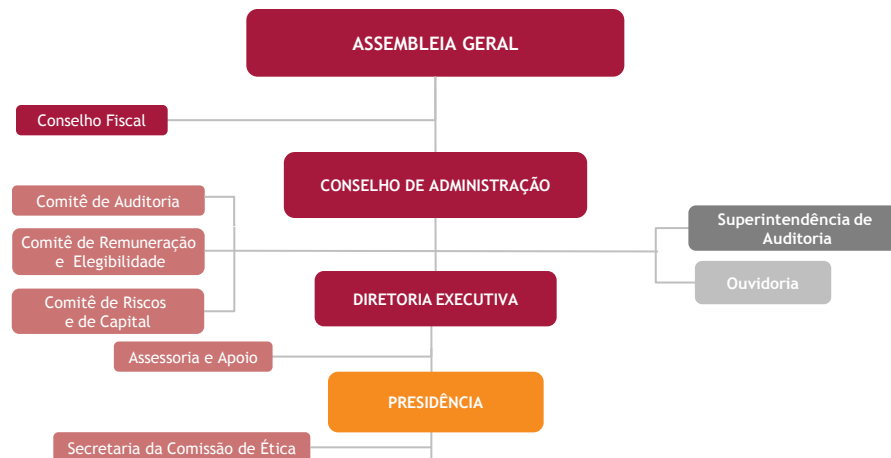 ASSEMBLEIA GERAL
Conselho Fiscal
CONSELHO DE ADMINISTRAÇÃO
Comitê de Auditoria
Superintendência de
Auditoria
Comitê de Remuneração
e Elegibilidade
Ouvidoria
DIRETORIA EXECUTIVA
Comitê de Riscos
e de Capital
Assessoria e Apoio
PRESIDÊNCIA
Secretaria da Comissão de Ética